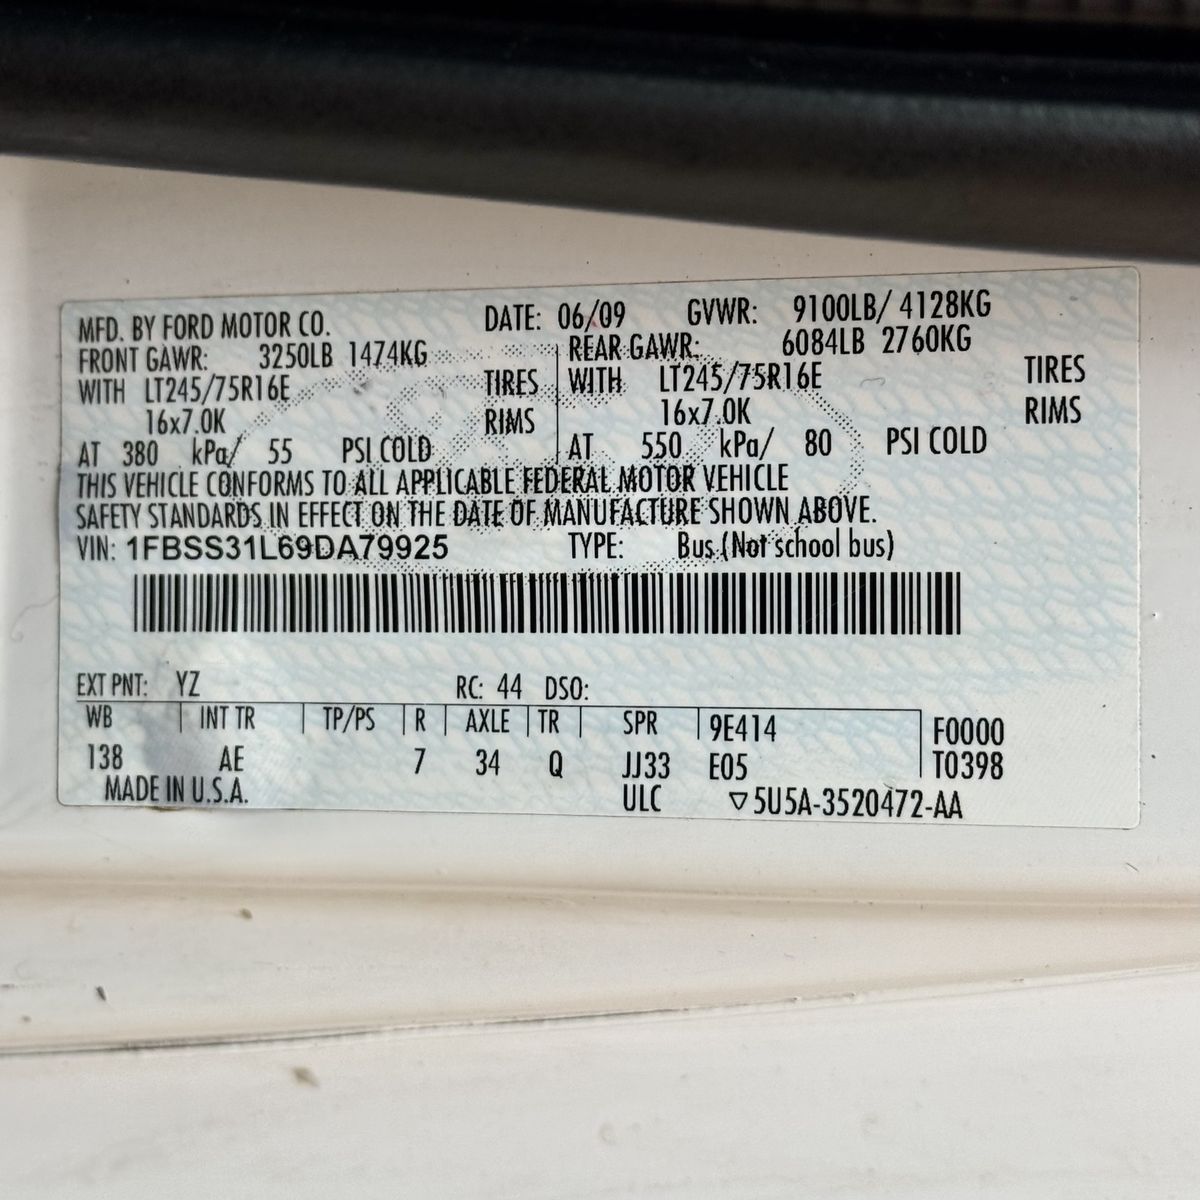 MFD. BY FORD MOTOR CO. DATE: 06/09 GVWR: 9100LB/ 4128KG
FRONT GAWR: 3250LB 1474KG REAR GAWR: 6084LB 2760KG
WITH LT245/75R16E TIRES WITH LT245/75R16E TIRES
16x7.0K RIMS 16x7.0K RIMS
AT 380 kPa/ 55 PSI COLD AT 550 kPa/ 80 PSI COLD
THIS VEHICLE CONFORMS TO ALL APPLICABLE FEDERAL MOTOR VEHICLE
SAFETY STANDARDS IN EFFECT ON THE DATE OF MANUFACTURE SHOWN ABOVE.
VIN: 1FBSS31L69DA79925 TYPE: Bus (Not school bus)
EXT PNT: YZ RC: 44 DSO:
WB INT TR TP/PS R AXLE TR SPR 9E414 F0000
138 AE 7 34 Q JJ33 E05 T0398
MADE IN U.S.A. ULC ▽5U5A-3520472-AA